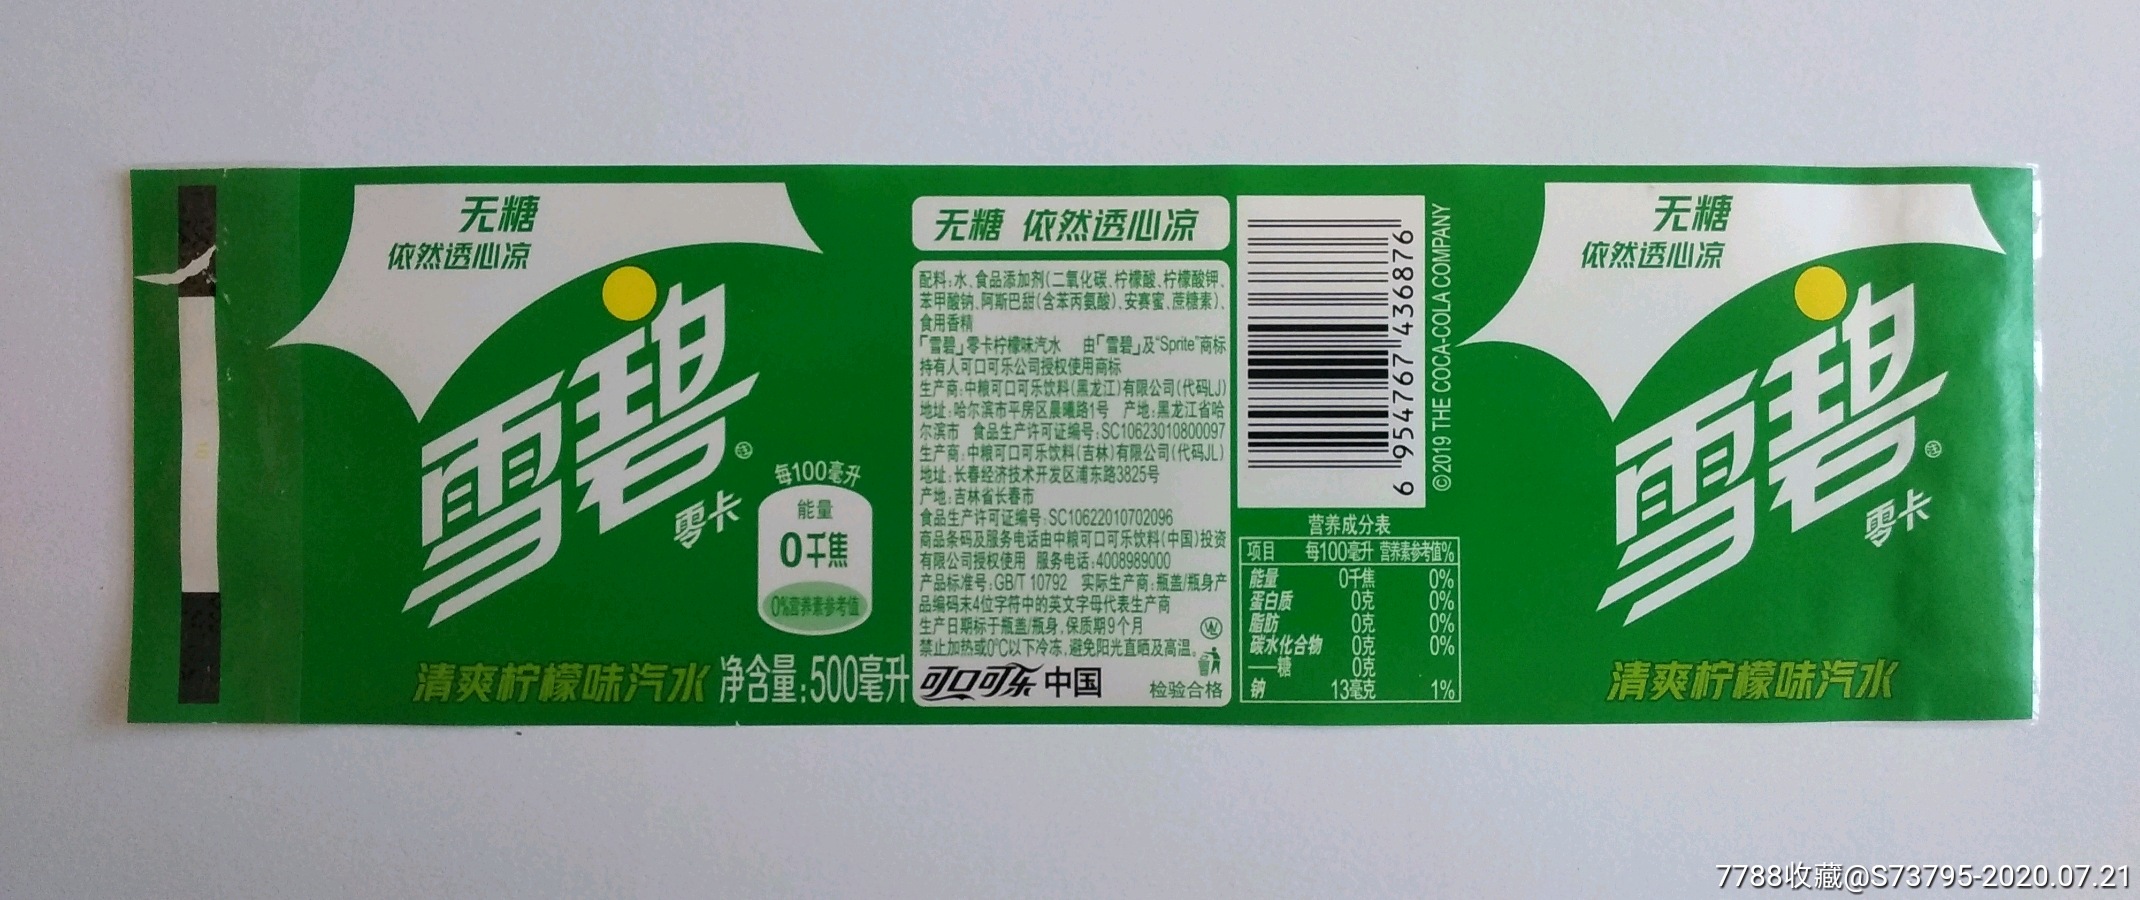 无糖
依然透心凉
雪碧
零卡
每100毫升
能量
0千焦
0%营养素参考值
清爽柠檬味汽水
净含量:500毫升
无糖 依然透心凉
配料:水、食品添加剂(二氧化碳、柠檬酸、柠檬酸钾、
苯甲酸钠、阿斯巴甜(含苯丙氨酸)、安赛蜜、蔗糖素)、
食用香精
「雪碧」零卡柠檬味汽水 由「雪碧」及“Sprite”商标
持有人可口可乐公司授权使用商标
生产商:中粮可口可乐饮料(黑龙江)有限公司(代码LJ)
地址:哈尔滨市平房区晨曦路1号 产地:黑龙江省哈
尔滨市 食品生产许可证编号:SC10623010800097
生产商:中粮可口可乐饮料(吉林)有限公司(代码JL)
地址:长春经济技术开发区浦东路3825号
产地:吉林省长春市
食品生产许可证编号:SC10622010702096
商品条码及服务电话由中粮可口可乐饮料(中国)投资
有限公司授权使用 服务电话:4008989000
产品标准号:GB/T 10792 实际生产商:瓶盖/瓶身产
品编码末4位字符中的英文字母代表生产商
生产日期标于瓶盖/瓶身,保质期9个月
禁止加热或0℃以下冷冻,避免阳光直晒及高温。
可口可乐 中国
检验合格
6 954767 436876
©2019 THE COCA-COLA COMPANY
营养成分表
项目 每100毫升 营养素参考值%
能量 0千焦 0%
蛋白质 0克 0%
脂肪 0克 0%
碳水化合物 0克 0%
——糖 0克
钠 13毫克 1%
无糖
依然透心凉
雪碧
零卡
清爽柠檬味汽水
7788收藏@S73795-2020.07.21